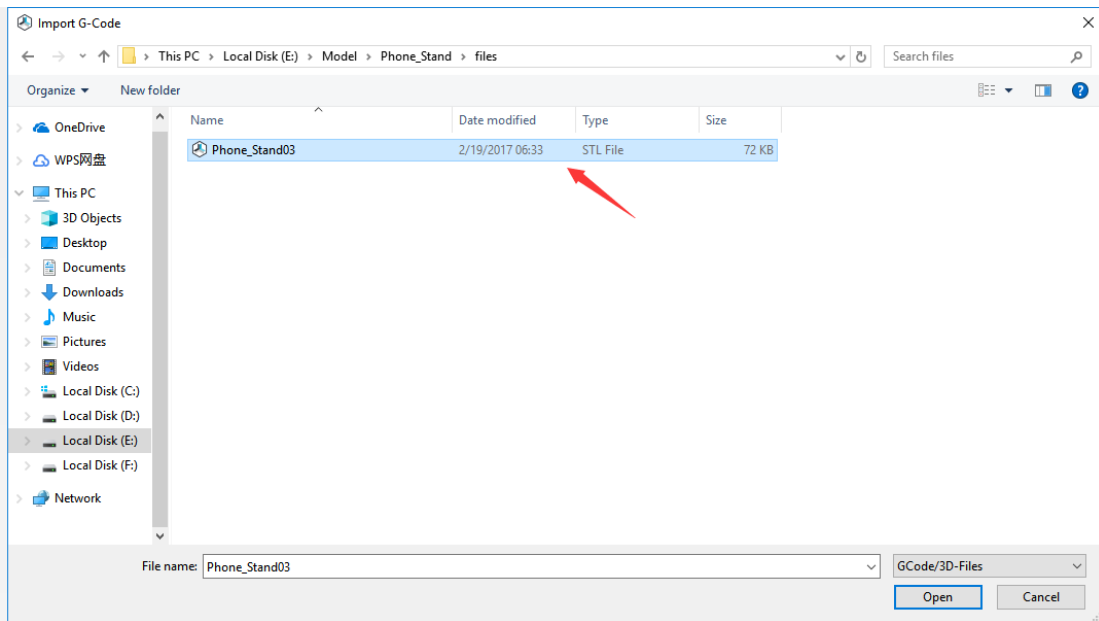 Import G-Code
This PC > Local Disk (E:) > Model > Phone_Stand > files
Search files
Organize
New folder
Name
Date modified
Type
Size
OneDrive
WPS网盘
This PC
3D Objects
Desktop
Documents
Downloads
Music
Pictures
Videos
Local Disk (C:)
Local Disk (D:)
Local Disk (E:)
Local Disk (F:)
Network
Phone_Stand03 2/19/2017 06:33 STL File 72 KB
File name: Phone_Stand03
GCode/3D-Files
Open
Cancel